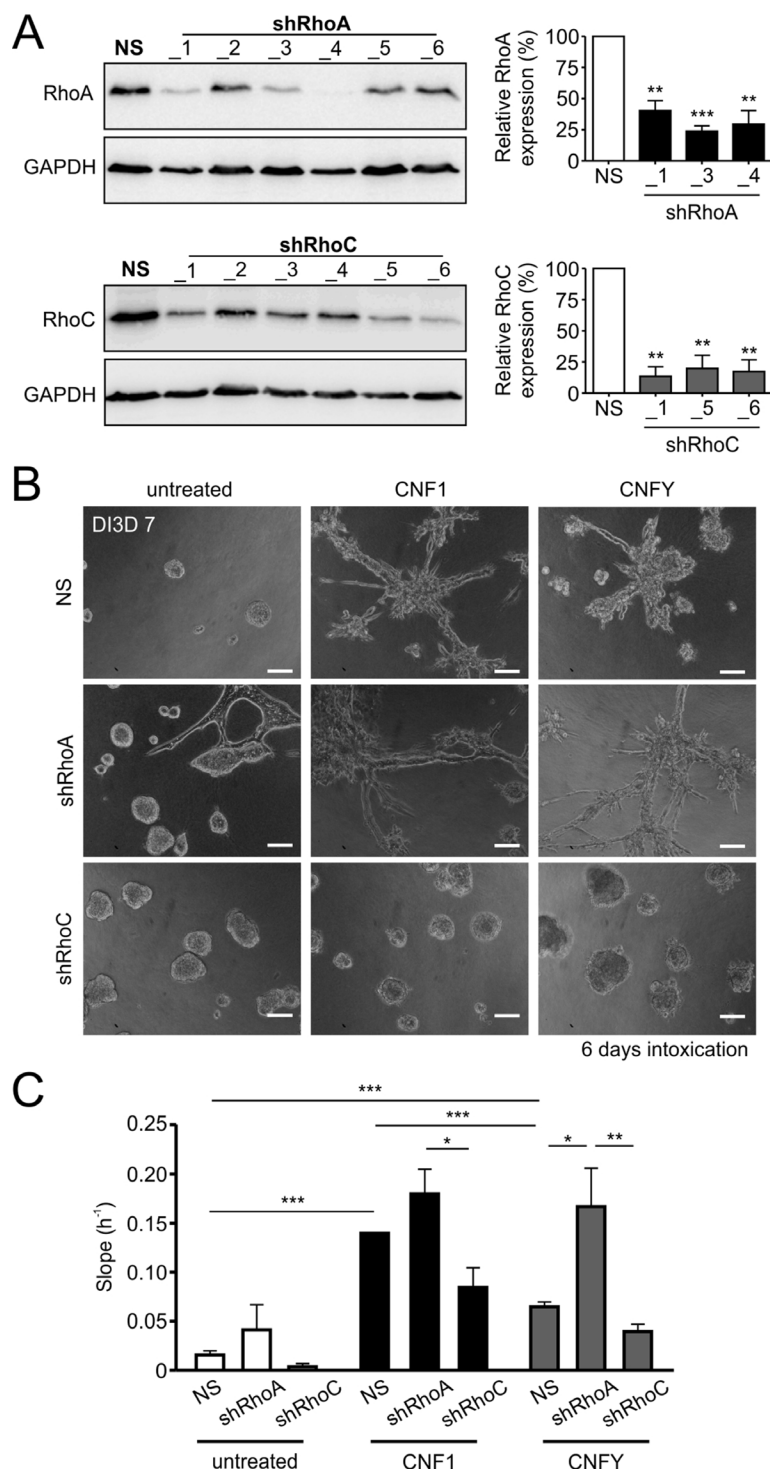 A
shRhoA
NS _1 _2 _3 _4 _5 _6
RhoA
GAPDH
Relative RhoA
expression (%)
100
75
50
25
0
** *** **
NS _1 _3 _4
shRhoA
shRhoC
NS _1 _2 _3 _4 _5 _6
RhoC
GAPDH
Relative RhoC
expression (%)
100
75
50
25
0
** ** **
NS _1 _5 _6
shRhoC
B
untreated CNF1 CNFY
DI3D 7
NS
shRhoA
shRhoC
6 days intoxication
C
Slope (h⁻¹)
0.25
0.20
0.15
0.10
0.05
0
***
***
* * **
***
NS shRhoA shRhoC NS shRhoA shRhoC NS shRhoA shRhoC
untreated CNF1 CNFY